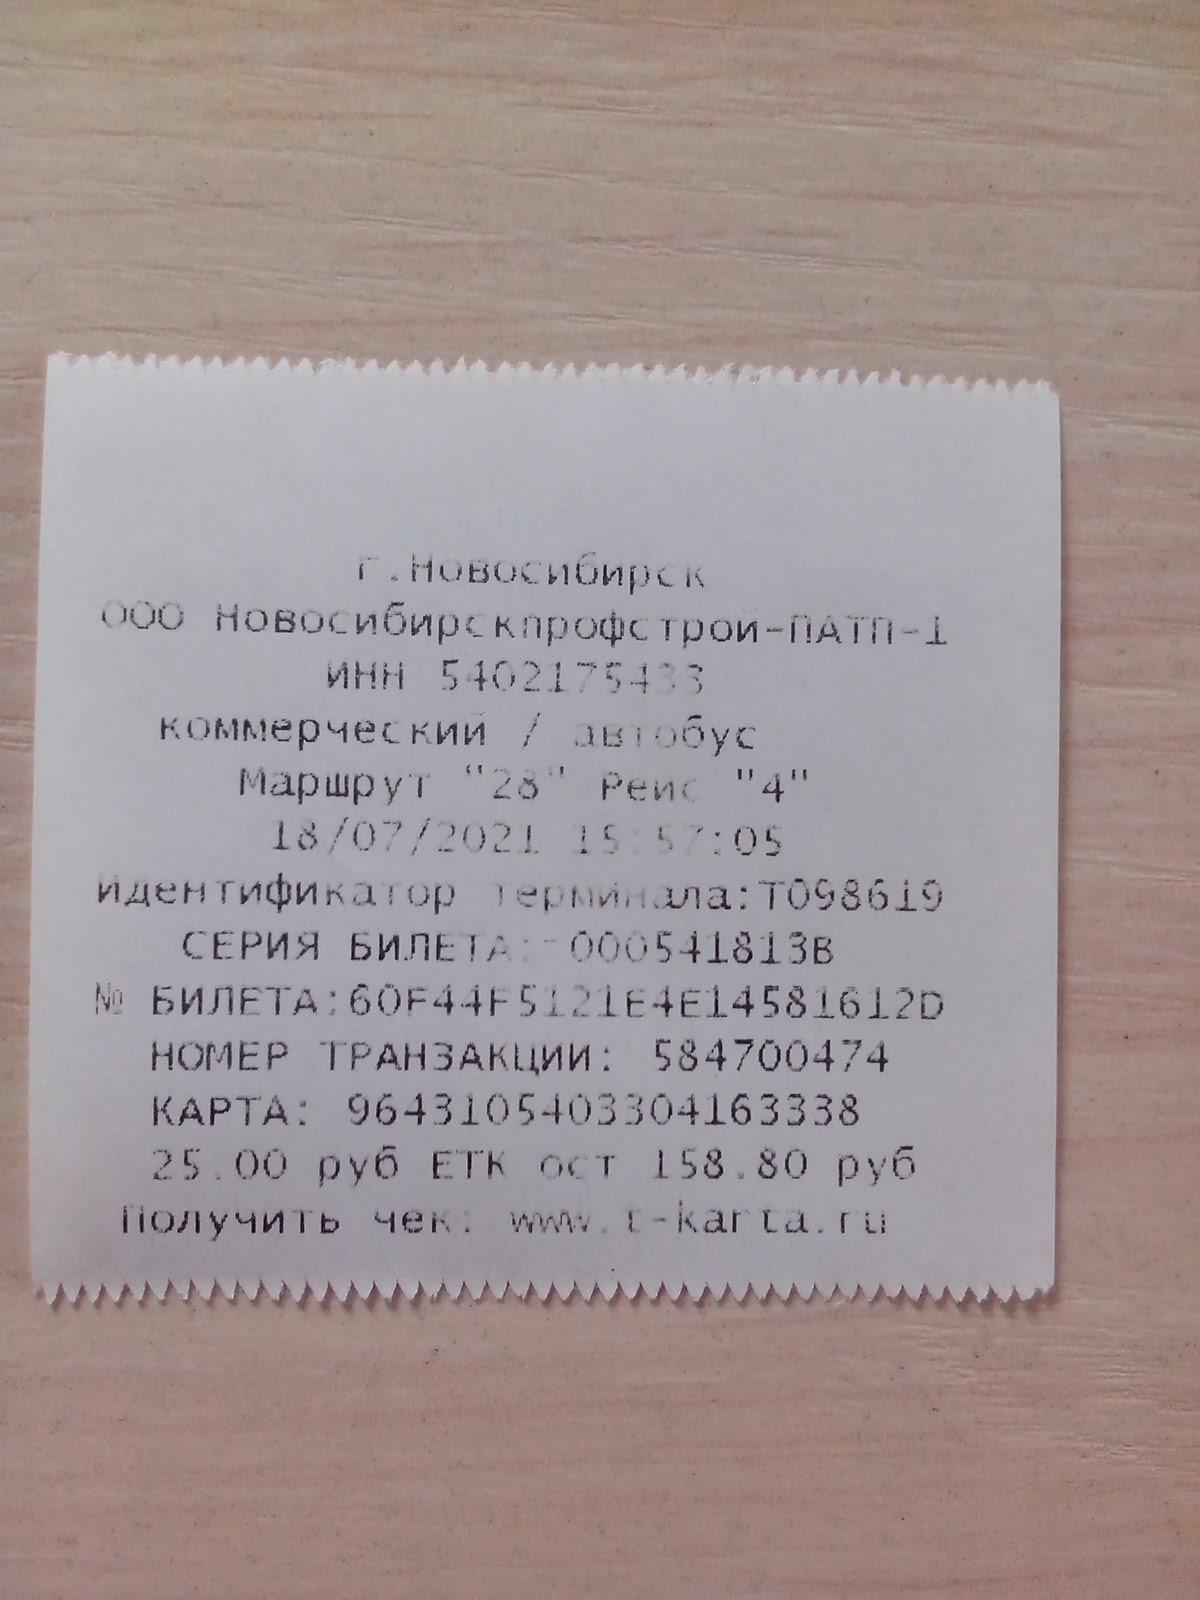 г.Новосибирск
ООО Новосибирскпрофстрой-ПАТП-1
ИНН 5402175433
коммерческий / автобус
Маршрут "28" Рейс "4"
18/07/2021 15:57:05
Идентификатор терминала:T098619
СЕРИЯ БИЛЕТА: 000541813B
№ БИЛЕТА:60F44F5121E4E14581612D
НОМЕР ТРАНЗАКЦИИ: 584700474
КАРТА: 9643105403304163338
25.00 руб ЕТК ост 158.80 руб
Получить чек: www.t-karta.ru